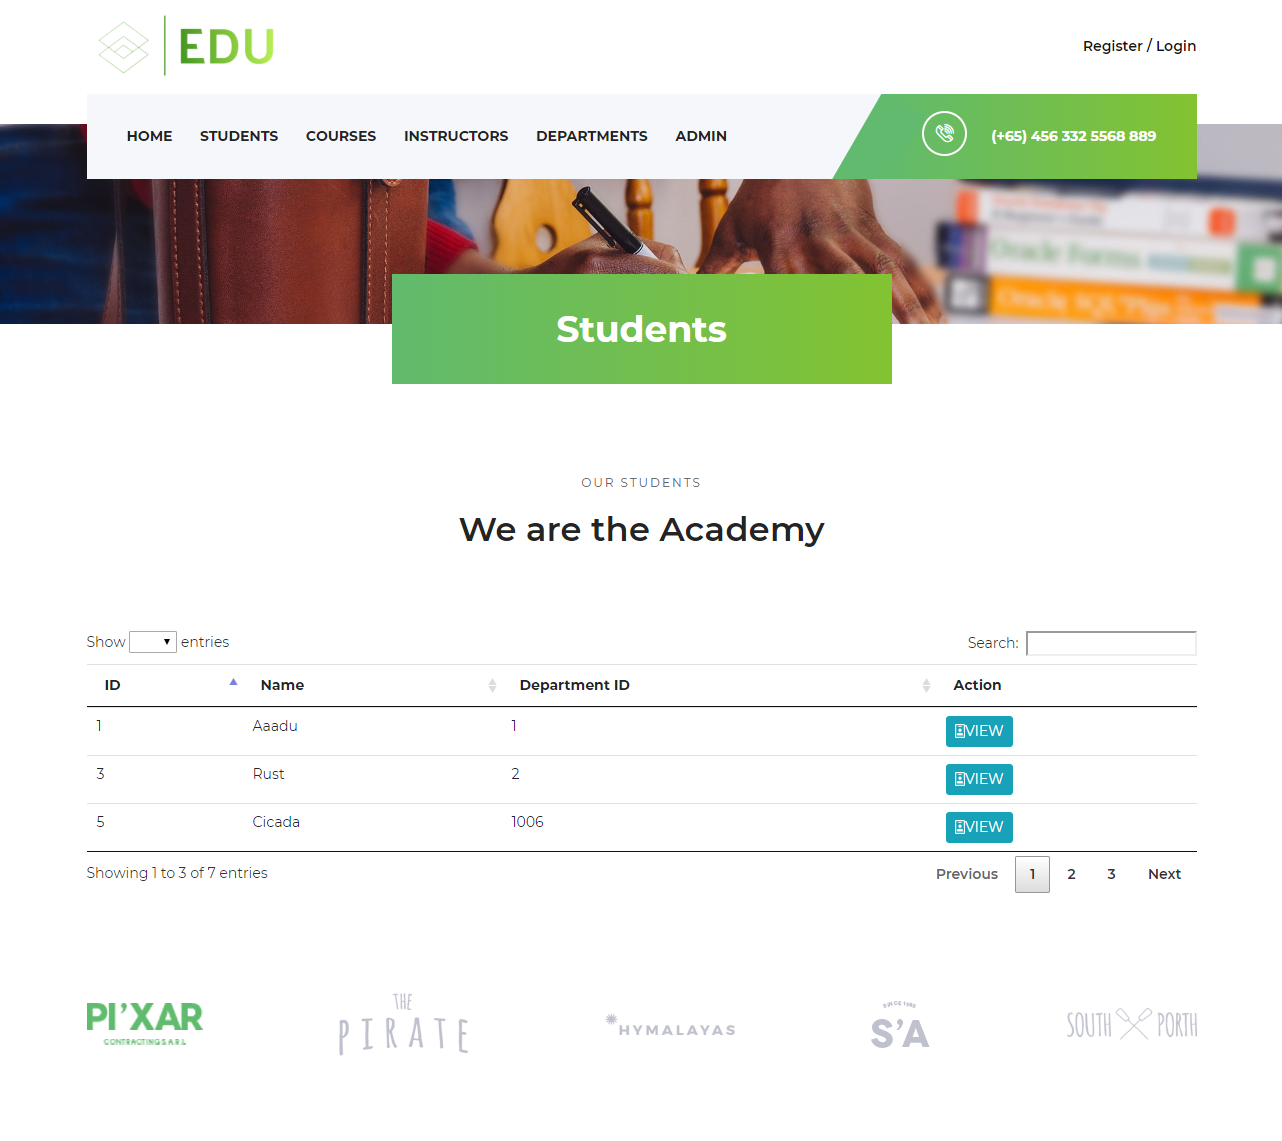 EDU
Register / Login
HOME STUDENTS COURSES INSTRUCTORS DEPARTMENTS ADMIN
(+65) 456 332 5568 889
Oracle Forms
Students
OUR STUDENTS
We are the Academy
Show entries
Search:
ID Name Department ID Action
1 Aaadu 1 VIEW
3 Rust 2 VIEW
5 Cicada 1006 VIEW
Showing 1 to 3 of 7 entries
Previous 1 2 3 Next
PI'XAR
CONTRACTING S.A.R.L
THE
PIRATE
HYMALAYAS
SINCE 1989
S'A
SOUTH PORTH